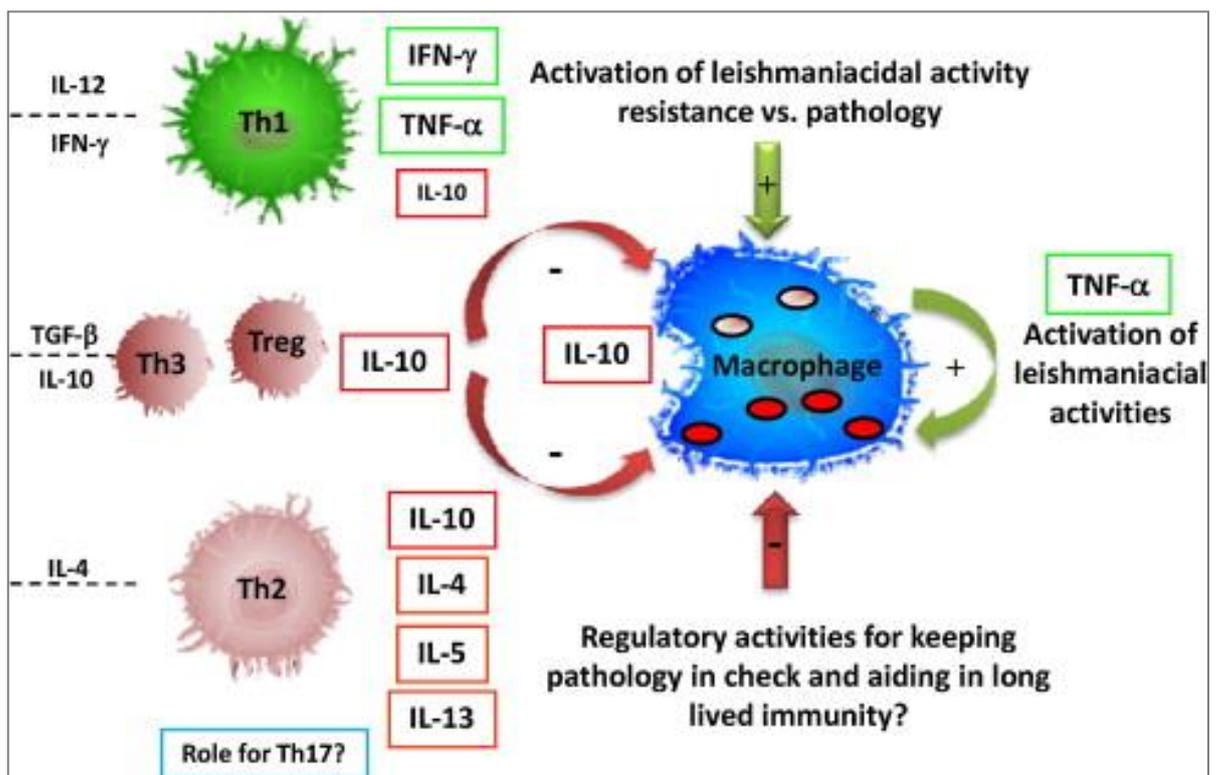 IL-12
IFN-γ
Th1
IFN-γ
TNF-α
IL-10
Activation of leishmaniacidal activity
resistance vs. pathology
+
TGF-β
IL-10
Th3
Treg
IL-10
-
-
IL-10
Macrophage
+
TNF-α
Activation of
leishmaniacial
activities
IL-4
Th2
IL-10
IL-4
IL-5
IL-13
-
Regulatory activities for keeping
pathology in check and aiding in long
lived immunity?
Role for Th17?